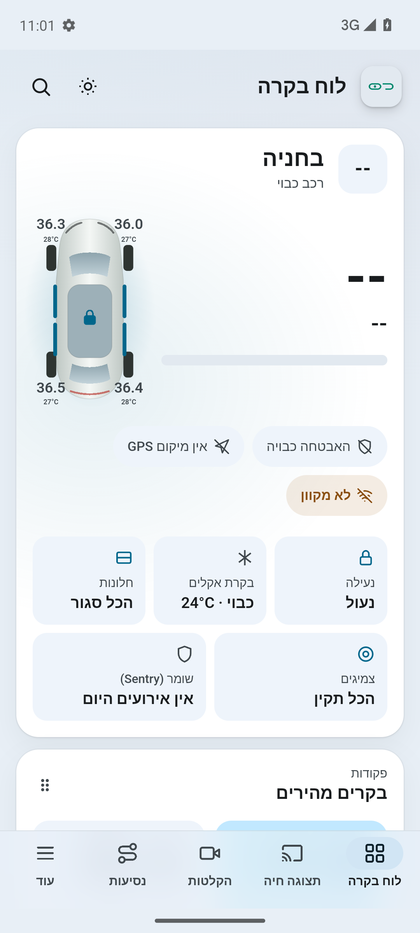 11:01
3G
לוח בקרה
--
בחניה
רכב כבוי
36.3
36.0
28°C
27°C
--
--
36.5
36.4
27°C
28°C
האבטחה כבויה
אין מיקום GPS
לא מקוון
נעילה
נעול
בקרת אקלים
כבוי · 24°C
חלונות
הכל סגור
צמיגים
הכל תקין
שומר (Sentry)
אין אירועים היום
פקודות
בקרים מהירים
לוח בקרה
תצוגה חיה
הקלטות
נסיעות
עוד